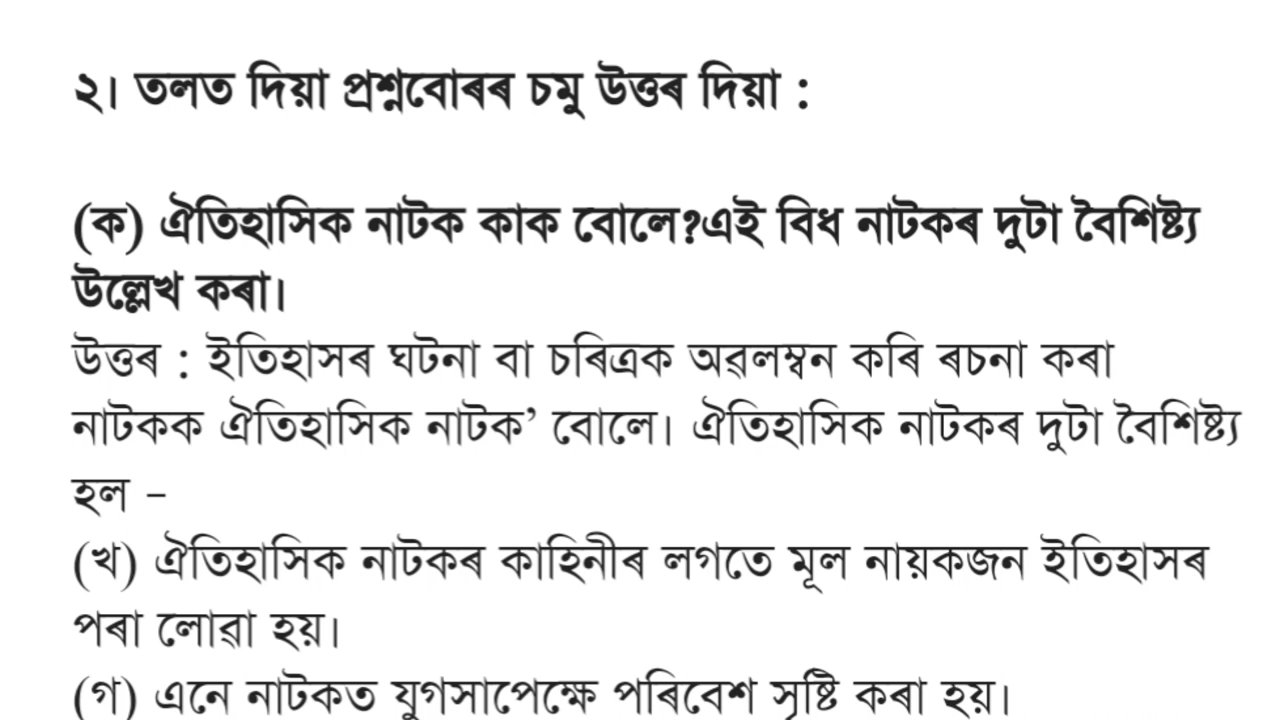 ২। তলত দিয়া প্ৰশ্নবোৰৰ চমু উত্তৰ দিয়া :
(ক) ঐতিহাসিক নাটক কাক বোলে?এই বিধ নাটকৰ দুটা বৈশিষ্ট্য
উল্লেখ কৰা।
উত্তৰ : ইতিহাসৰ ঘটনা বা চৰিত্ৰক অৱলম্বন কৰি ৰচনা কৰা
নাটকক ঐতিহাসিক নাটক’ বোলে। ঐতিহাসিক নাটকৰ দুটা বৈশিষ্ট্য
হল –
(খ) ঐতিহাসিক নাটকৰ কাহিনীৰ লগতে মূল নায়কজন ইতিহাসৰ
পৰা লোৱা হয়।
(গ) এনে নাটকত যুগসাপেক্ষে পৰিবেশ সৃষ্টি কৰা হয়।